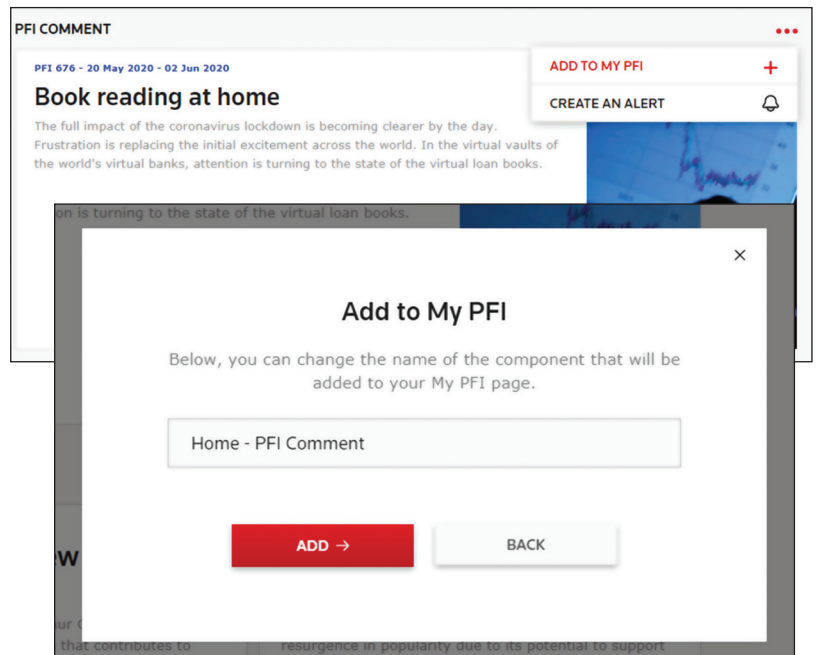 PFI COMMENT
ADD TO MY PFI
CREATE AN ALERT
PFI 676 - 20 May 2020 - 02 Jun 2020
Book reading at home
The full impact of the coronavirus lockdown is becoming clearer by the day.
Frustration is replacing the initial excitement across the world. In the virtual vaults of
the world's virtual banks, attention is turning to the state of the virtual loan books.
on is turning to the state of the virtual loan books.
Add to My PFI
Below, you can change the name of the component that will be
added to your My PFI page.
Home - PFI Comment
ADD →
BACK
that contributes to
resurgence in popularity due to its potential to support